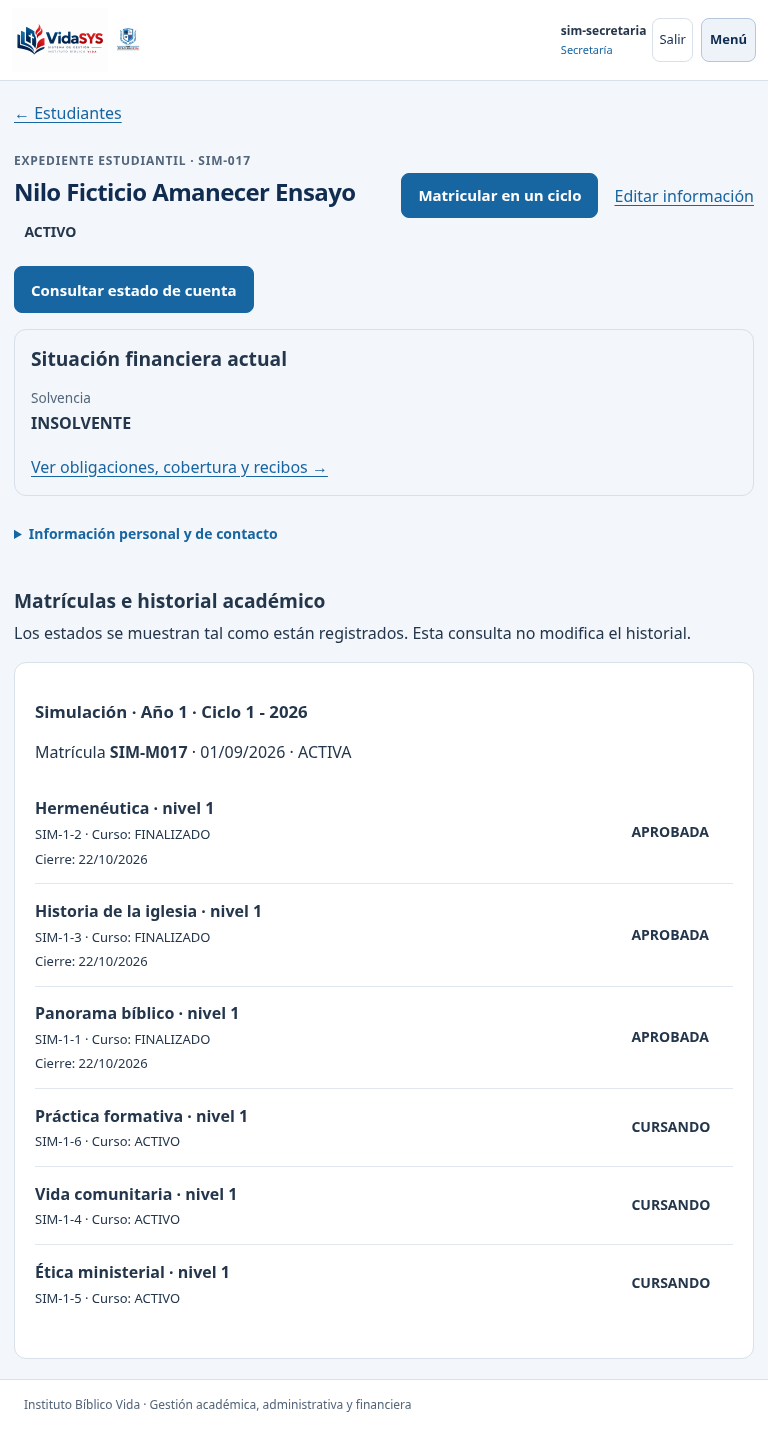 VidaSYS
SISTEMA DE GESTIÓN
INSTITUTO BÍBLICO VIDA
sim-secretaria
Secretaría
Salir
Menú
← Estudiantes
EXPEDIENTE ESTUDIANTIL · SIM-017
Nilo Ficticio Amanecer Ensayo
Matricular en un ciclo
Editar información
ACTIVO
Consultar estado de cuenta
Situación financiera actual
Solvencia
INSOLVENTE
Ver obligaciones, cobertura y recibos →
Información personal y de contacto
Matrículas e historial académico
Los estados se muestran tal como están registrados. Esta consulta no modifica el historial.
Simulación · Año 1 · Ciclo 1 - 2026
Matrícula SIM-M017 · 01/09/2026 · ACTIVA
Hermenéutica · nivel 1
SIM-1-2 · Curso: FINALIZADO
Cierre: 22/10/2026
APROBADA
Historia de la iglesia · nivel 1
SIM-1-3 · Curso: FINALIZADO
Cierre: 22/10/2026
APROBADA
Panorama bíblico · nivel 1
SIM-1-1 · Curso: FINALIZADO
Cierre: 22/10/2026
APROBADA
Práctica formativa · nivel 1
SIM-1-6 · Curso: ACTIVO
CURSANDO
Vida comunitaria · nivel 1
SIM-1-4 · Curso: ACTIVO
CURSANDO
Ética ministerial · nivel 1
SIM-1-5 · Curso: ACTIVO
CURSANDO
Instituto Bíblico Vida · Gestión académica, administrativa y financiera